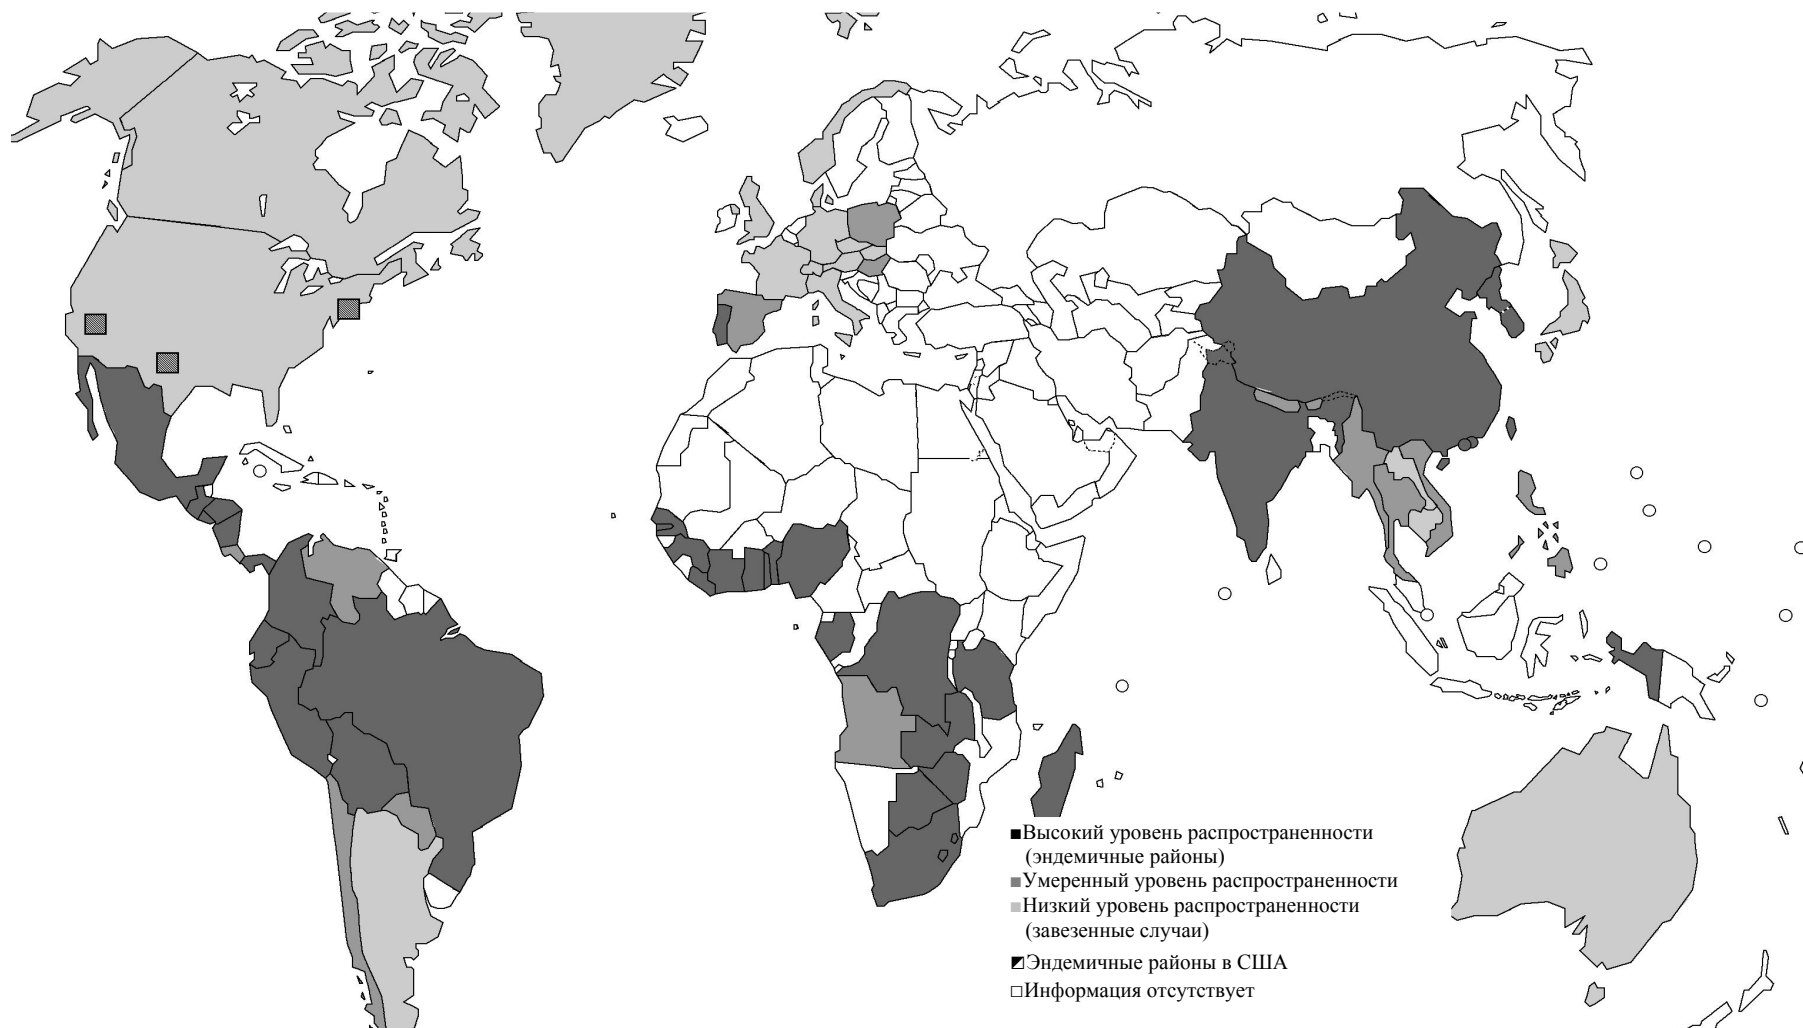 Высокий уровень распространенности
(эндемичные районы)
Умеренный уровень распространенности
Низкий уровень распространенности
(завезенные случаи)
Эндемичные районы в США
Информация отсутствует